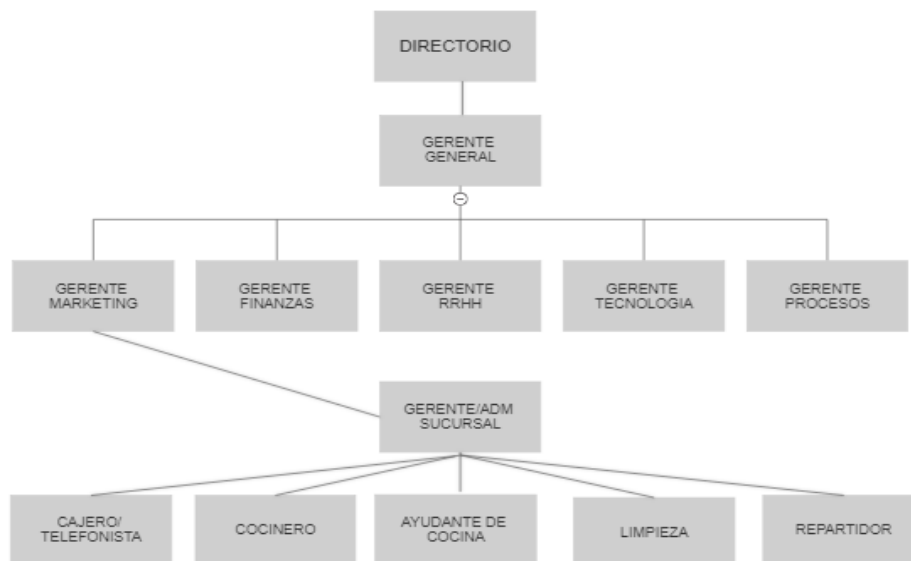 DIRECTORIO
GERENTE
GENERAL
GERENTE
MARKETING
GERENTE
FINANZAS
GERENTE
RRHH
GERENTE
TECNOLOGIA
GERENTE
PROCESOS
GERENTE/ADM
SUCURSAL
CAJERO/
TELEFONISTA
COCINERO
AYUDANTE DE
COCINA
LIMPIEZA
REPARTIDOR